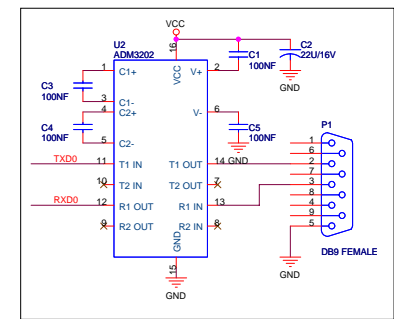 VCC
U2
ADM3202
C1
100NF
C2
22U/16V
GND
16
VCC
1
C1+
V+
2
C3
100NF
3
C1-
4
C2+
V-
6
C4
100NF
C5
100NF
5
C2-
GND
P1
TXD0
11
T1 IN
T1 OUT
14
10
T2 IN
T2 OUT
7
RXD0
12
R1 OUT
R1 IN
13
9
R2 OUT
R2 IN
8
GND
15
GND
1
6
2
7
3
8
4
9
5
DB9 FEMALE
GND